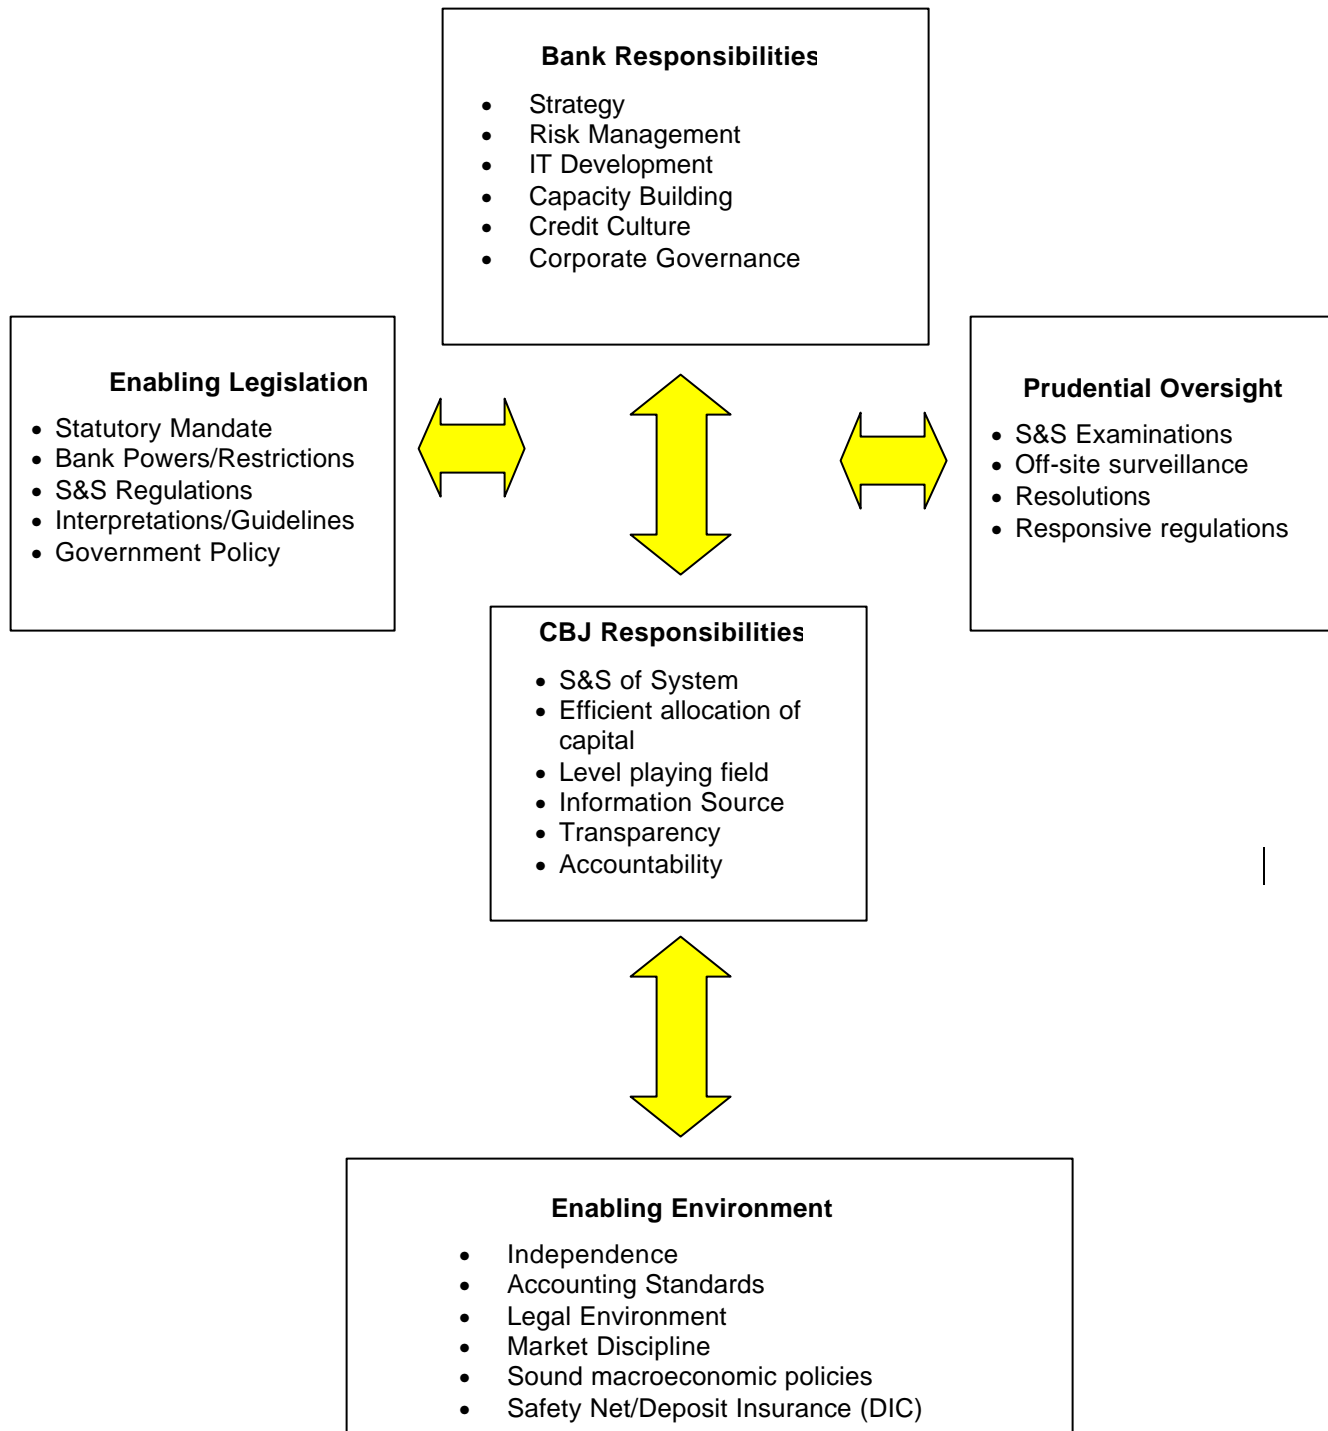 Bank Responsibilities
• Strategy
• Risk Management
• IT Development
• Capacity Building
• Credit Culture
• Corporate Governance
Enabling Legislation
• Statutory Mandate
• Bank Powers/Restrictions
• S&S Regulations
• Interpretations/Guidelines
• Government Policy
Prudential Oversight
• S&S Examinations
• Off-site surveillance
• Resolutions
• Responsive regulations
CBJ Responsibilities
• S&S of System
• Efficient allocation of
capital
• Level playing field
• Information Source
• Transparency
• Accountability
Enabling Environment
• Independence
• Accounting Standards
• Legal Environment
• Market Discipline
• Sound macroeconomic policies
• Safety Net/Deposit Insurance (DIC)